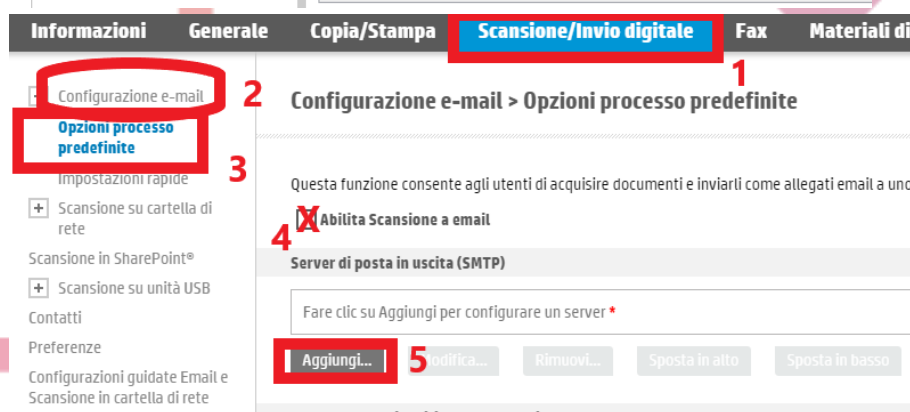 Informazioni Generale Copia/Stampa Scansione/Invio digitale Fax Materiali di
1
Configurazione e-mail 2
Opzioni processo
predefinite
3
Impostazioni rapide
Scansione su cartella di
rete
Scansione in SharePoint®
Scansione su unità USB
Contatti
Preferenze
Configurazioni guidate Email e
Scansione in cartella di rete
Configurazione e-mail > Opzioni processo predefinite
Questa funzione consente agli utenti di acquisire documenti e inviarli come allegati email a uno
X Abilita Scansione a email
4
Server di posta in uscita (SMTP)
Fare clic su Aggiungi per configurare un server *
Aggiungi... 5 Rimuovi... Sposta in alto Sposta in basso